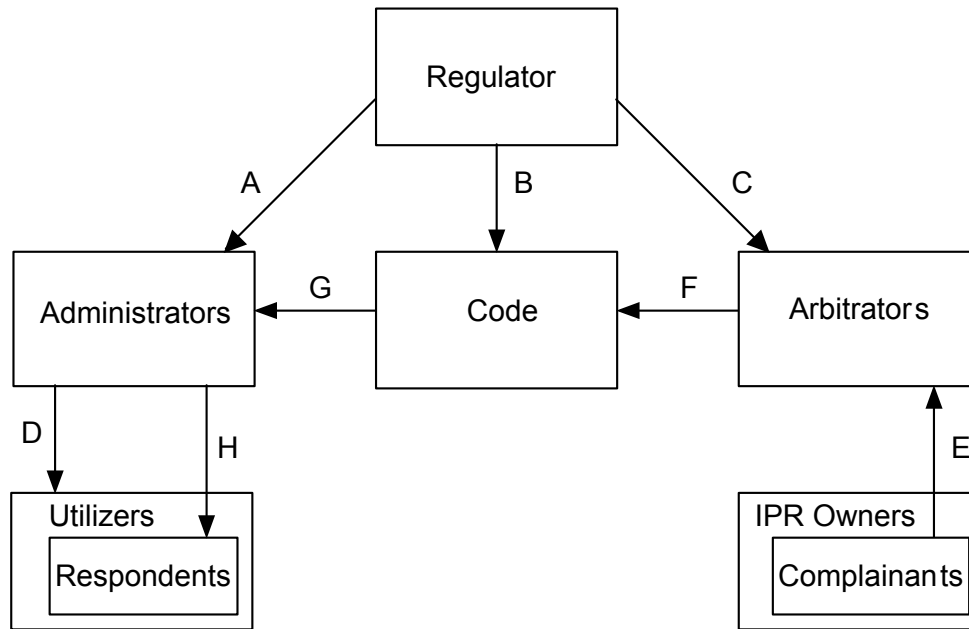 Regulator
A
B
C
Administrators
G
Code
F
Arbitrators
D
H
E
Utilizers
Respondents
IPR Owners
Complainants